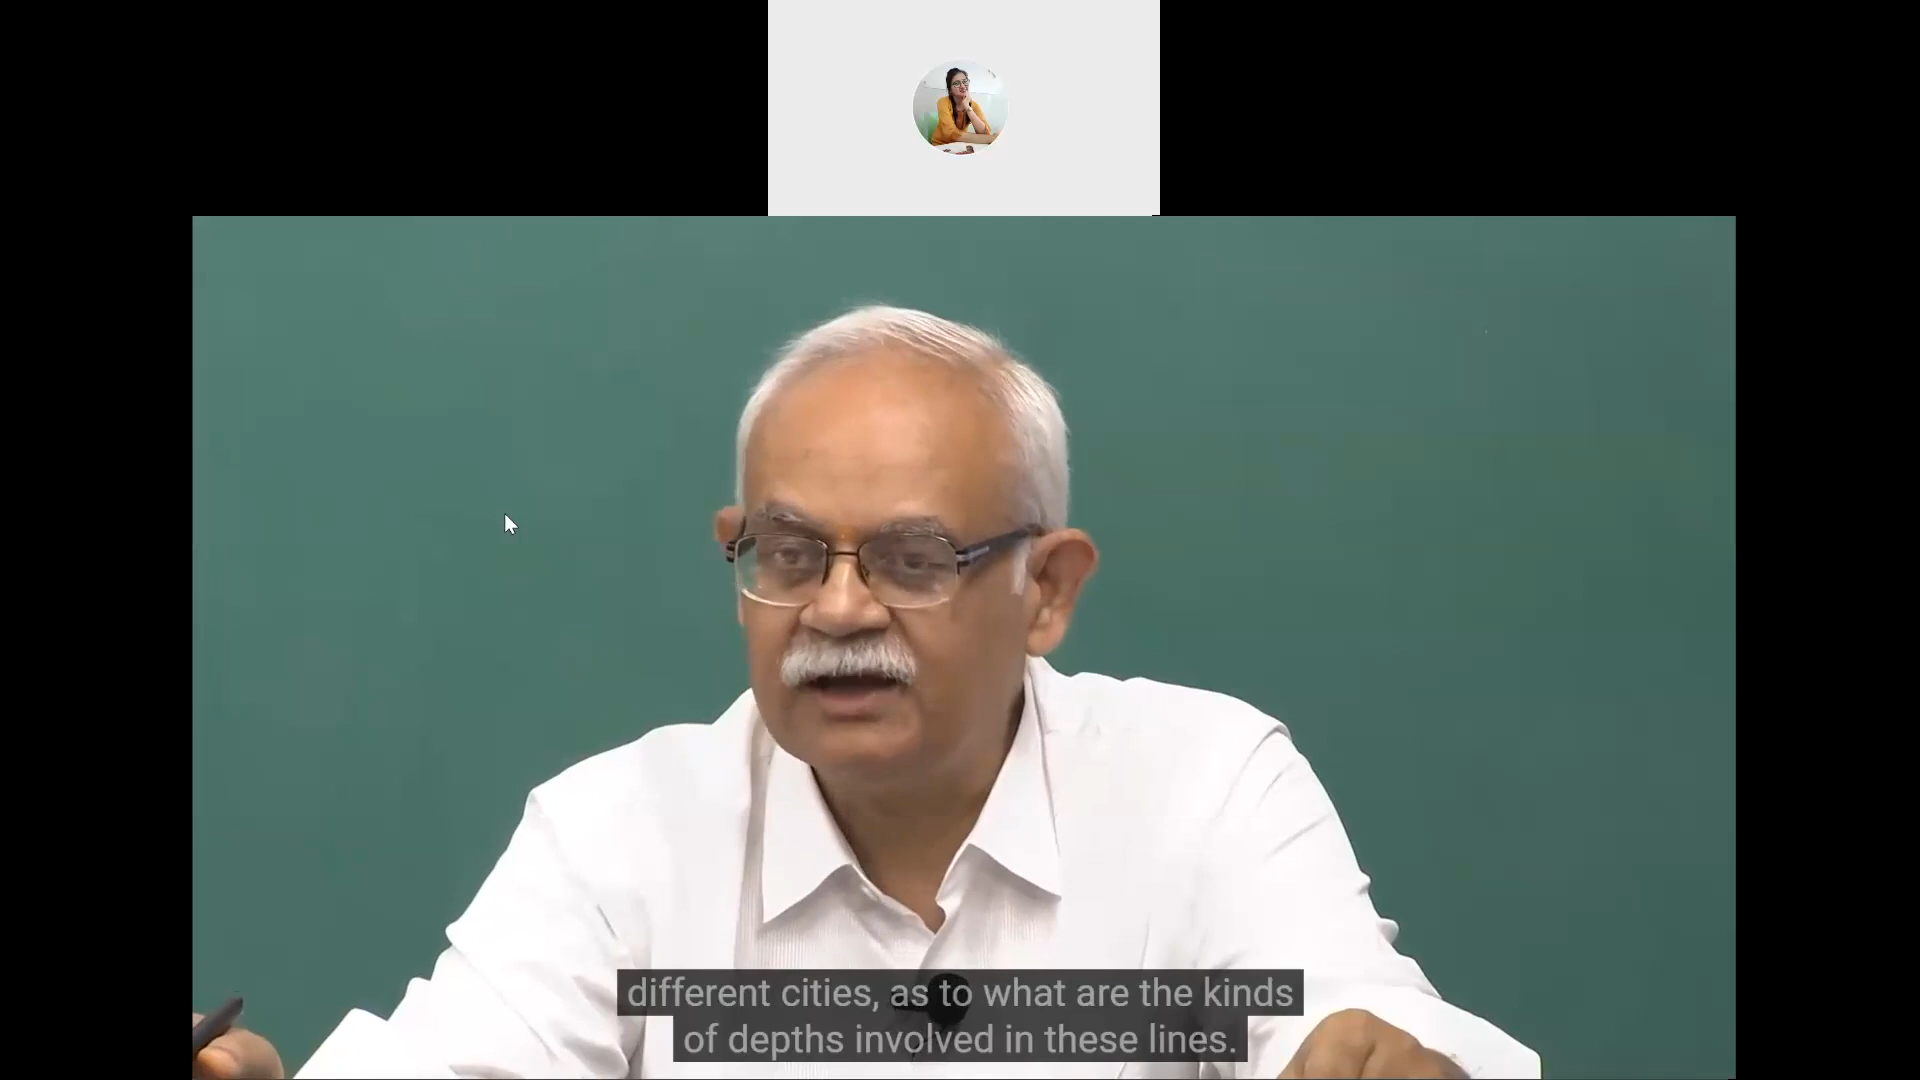 different cities, as to what are the kinds
of depths involved in these lines.